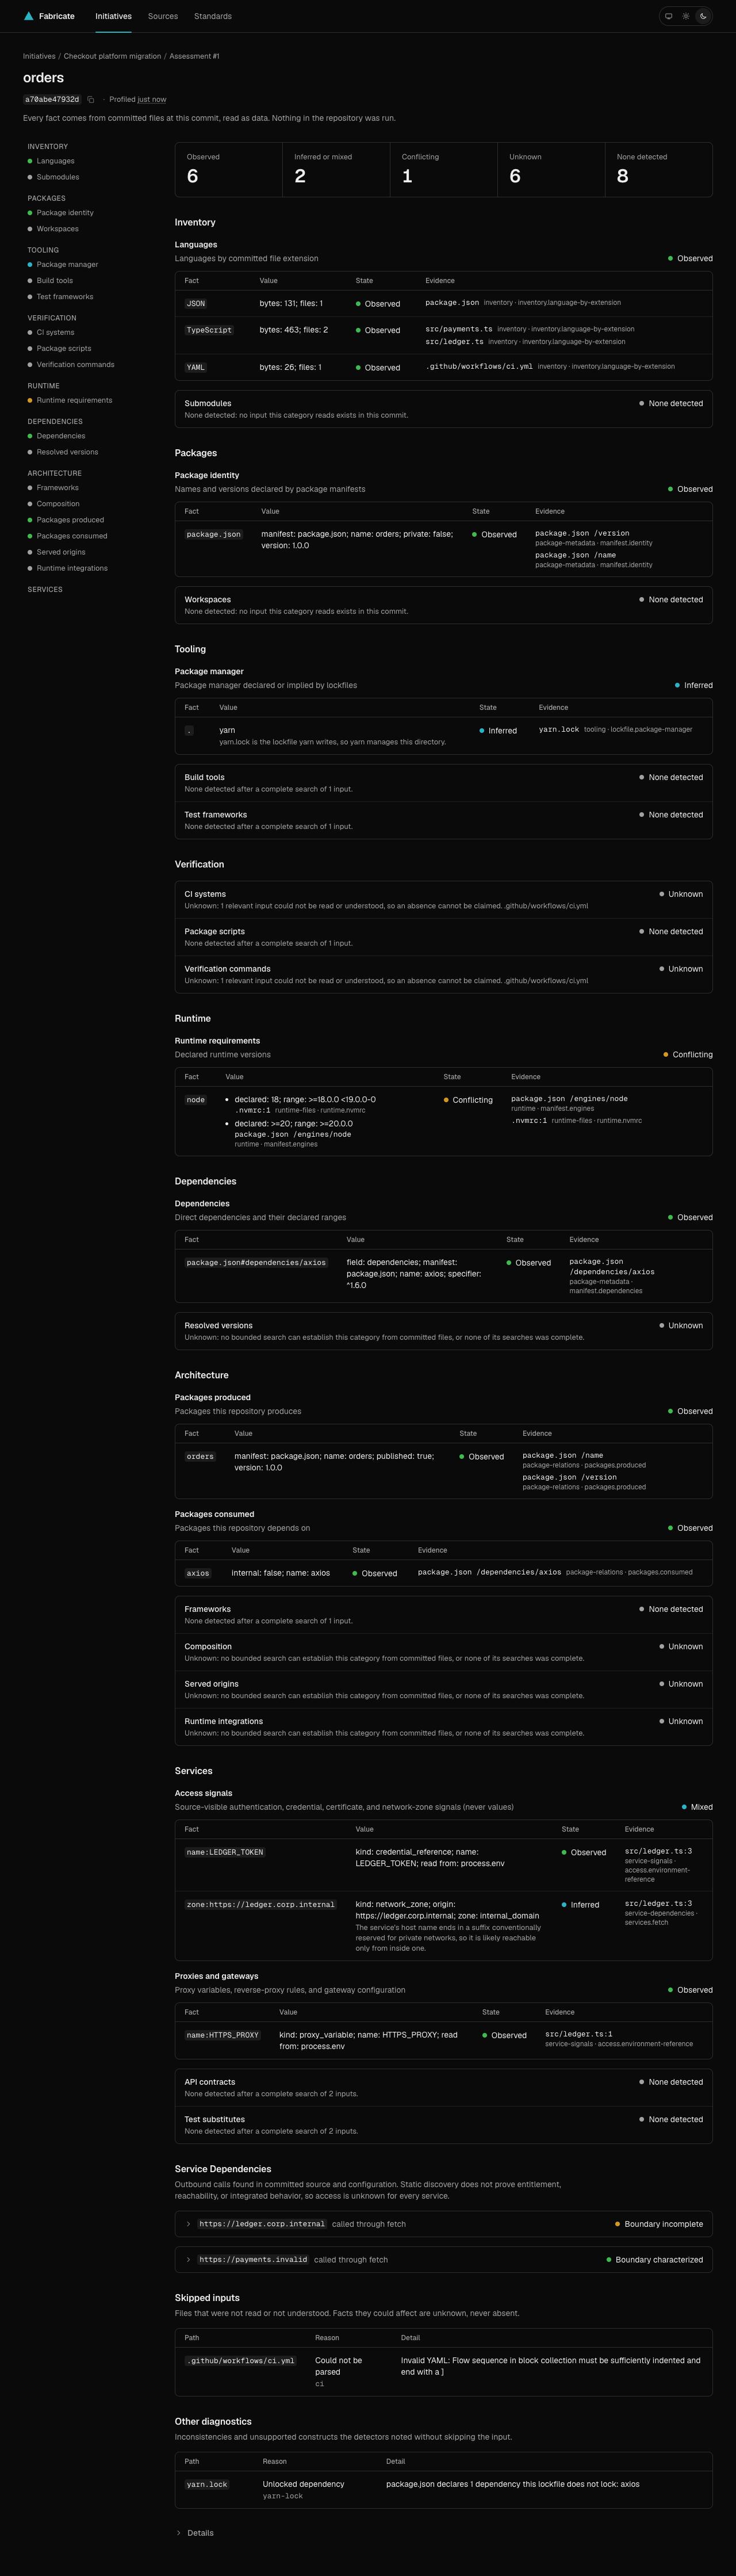 Fabricate
Initiatives
Sources
Standards
Initiatives / Checkout platform migration / Assessment #1
orders
a70abe47932d · Profiled just now
Every fact comes from committed files at this commit, read as data. Nothing in the repository was run.
INVENTORY
Languages
Submodules
PACKAGES
Package identity
Workspaces
TOOLING
Package manager
Build tools
Test frameworks
VERIFICATION
CI systems
Package scripts
Verification commands
RUNTIME
Runtime requirements
DEPENDENCIES
Dependencies
Resolved versions
ARCHITECTURE
Frameworks
Composition
Packages produced
Packages consumed
Served origins
Runtime integrations
SERVICES
Observed
6
Inferred or mixed
2
Conflicting
1
Unknown
6
None detected
8
Inventory
Languages
Languages by committed file extension Observed
Fact Value State Evidence
JSON bytes: 131; files: 1 Observed package.json inventory · inventory.language-by-extension
TypeScript bytes: 463; files: 2 Observed src/payments.ts inventory · inventory.language-by-extension
src/ledger.ts inventory · inventory.language-by-extension
YAML bytes: 26; files: 1 Observed .github/workflows/ci.yml inventory · inventory.language-by-extension
Submodules None detected
None detected: no input this category reads exists in this commit.
Packages
Package identity
Names and versions declared by package manifests Observed
Fact Value State Evidence
package.json manifest: package.json; name: orders; private: false; Observed package.json /version
version: 1.0.0 package-metadata · manifest.identity
package.json /name
package-metadata · manifest.identity
Workspaces None detected
None detected: no input this category reads exists in this commit.
Tooling
Package manager
Package manager declared or implied by lockfiles Inferred
Fact Value State Evidence
. yarn Inferred yarn.lock tooling · lockfile.package-manager
yarn.lock is the lockfile yarn writes, so yarn manages this directory.
Build tools None detected
None detected after a complete search of 1 input.
Test frameworks None detected
None detected after a complete search of 1 input.
Verification
CI systems Unknown
Unknown: 1 relevant input could not be read or understood, so an absence cannot be claimed. .github/workflows/ci.yml
Package scripts None detected
None detected after a complete search of 1 input.
Verification commands Unknown
Unknown: 1 relevant input could not be read or understood, so an absence cannot be claimed. .github/workflows/ci.yml
Runtime
Runtime requirements
Declared runtime versions Conflicting
Fact Value State Evidence
node • declared: 18; range: >=18.0.0 <19.0.0-0 Conflicting package.json /engines/node
.nvmrc:1 runtime-files · runtime.nvmrc runtime · manifest.engines
• declared: >=20; range: >=20.0.0 .nvmrc:1 runtime-files · runtime.nvmrc
package.json /engines/node
runtime · manifest.engines
Dependencies
Dependencies
Direct dependencies and their declared ranges Observed
Fact Value State Evidence
package.json#dependencies/axios field: dependencies; manifest: Observed package.json
package.json; name: axios; specifier: /dependencies/axios
^1.6.0 package-metadata ·
manifest.dependencies
Resolved versions Unknown
Unknown: no bounded search can establish this category from committed files, or none of its searches was complete.
Architecture
Packages produced
Packages this repository produces Observed
Fact Value State Evidence
orders manifest: package.json; name: orders; published: true; Observed package.json /name
version: 1.0.0 package-relations · packages.produced
package.json /version
package-relations · packages.produced
Packages consumed
Packages this repository depends on Observed
Fact Value State Evidence
axios internal: false; name: axios Observed package.json /dependencies/axios package-relations · packages.consumed
Frameworks None detected
None detected after a complete search of 1 input.
Composition Unknown
Unknown: no bounded search can establish this category from committed files, or none of its searches was complete.
Served origins Unknown
Unknown: no bounded search can establish this category from committed files, or none of its searches was complete.
Runtime integrations Unknown
Unknown: no bounded search can establish this category from committed files, or none of its searches was complete.
Services
Access signals
Source-visible authentication, credential, certificate, and network-zone signals (never values) Mixed
Fact Value State Evidence
name:LEDGER_TOKEN kind: credential_reference; name: Observed src/ledger.ts:3
LEDGER_TOKEN; read from: process.env service-signals ·
access.environment-
reference
zone:https://ledger.corp.internal kind: network_zone; origin: Inferred src/ledger.ts:3
https://ledger.corp.internal; zone: internal_domain service-dependencies ·
The service's host name ends in a suffix conventionally services.fetch
reserved for private networks, so it is likely reachable
only from inside one.
Proxies and gateways
Proxy variables, reverse-proxy rules, and gateway configuration Observed
Fact Value State Evidence
name:HTTPS_PROXY kind: proxy_variable; name: HTTPS_PROXY; read Observed src/ledger.ts:1
from: process.env service-signals · access.environment-reference
API contracts None detected
None detected after a complete search of 2 inputs.
Test substitutes None detected
None detected after a complete search of 2 inputs.
Service Dependencies
Outbound calls found in committed source and configuration. Static discovery does not prove entitlement,
reachability, or integrated behavior, so access is unknown for every service.
https://ledger.corp.internal called through fetch Boundary incomplete
https://payments.invalid called through fetch Boundary characterized
Skipped inputs
Files that were not read or not understood. Facts they could affect are unknown, never absent.
Path Reason Detail
.github/workflows/ci.yml Could not be Invalid YAML: Flow sequence in block collection must be sufficiently indented and
parsed end with a ]
ci
Other diagnostics
Inconsistencies and unsupported constructs the detectors noted without skipping the input.
Path Reason Detail
yarn.lock Unlocked dependency package.json declares 1 dependency this lockfile does not lock: axios
yarn-lock
Details